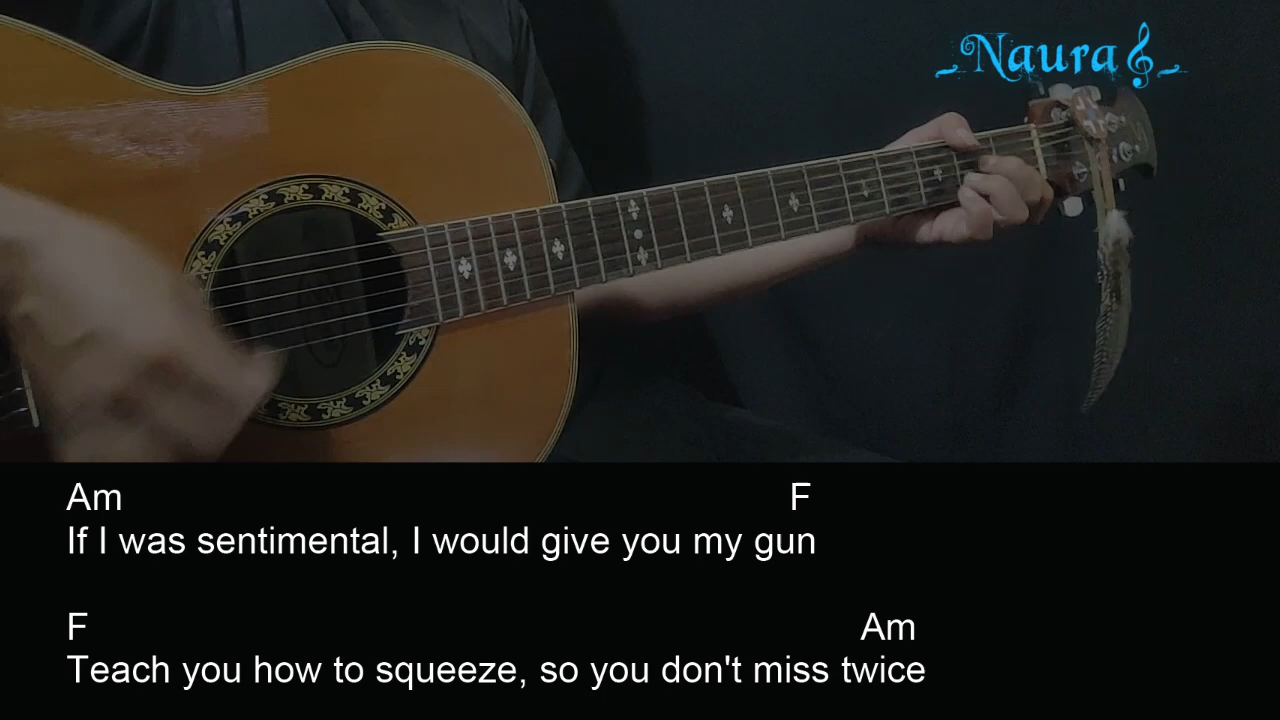 Naura
Am F
If I was sentimental, I would give you my gun
F Am
Teach you how to squeeze, so you don't miss twice